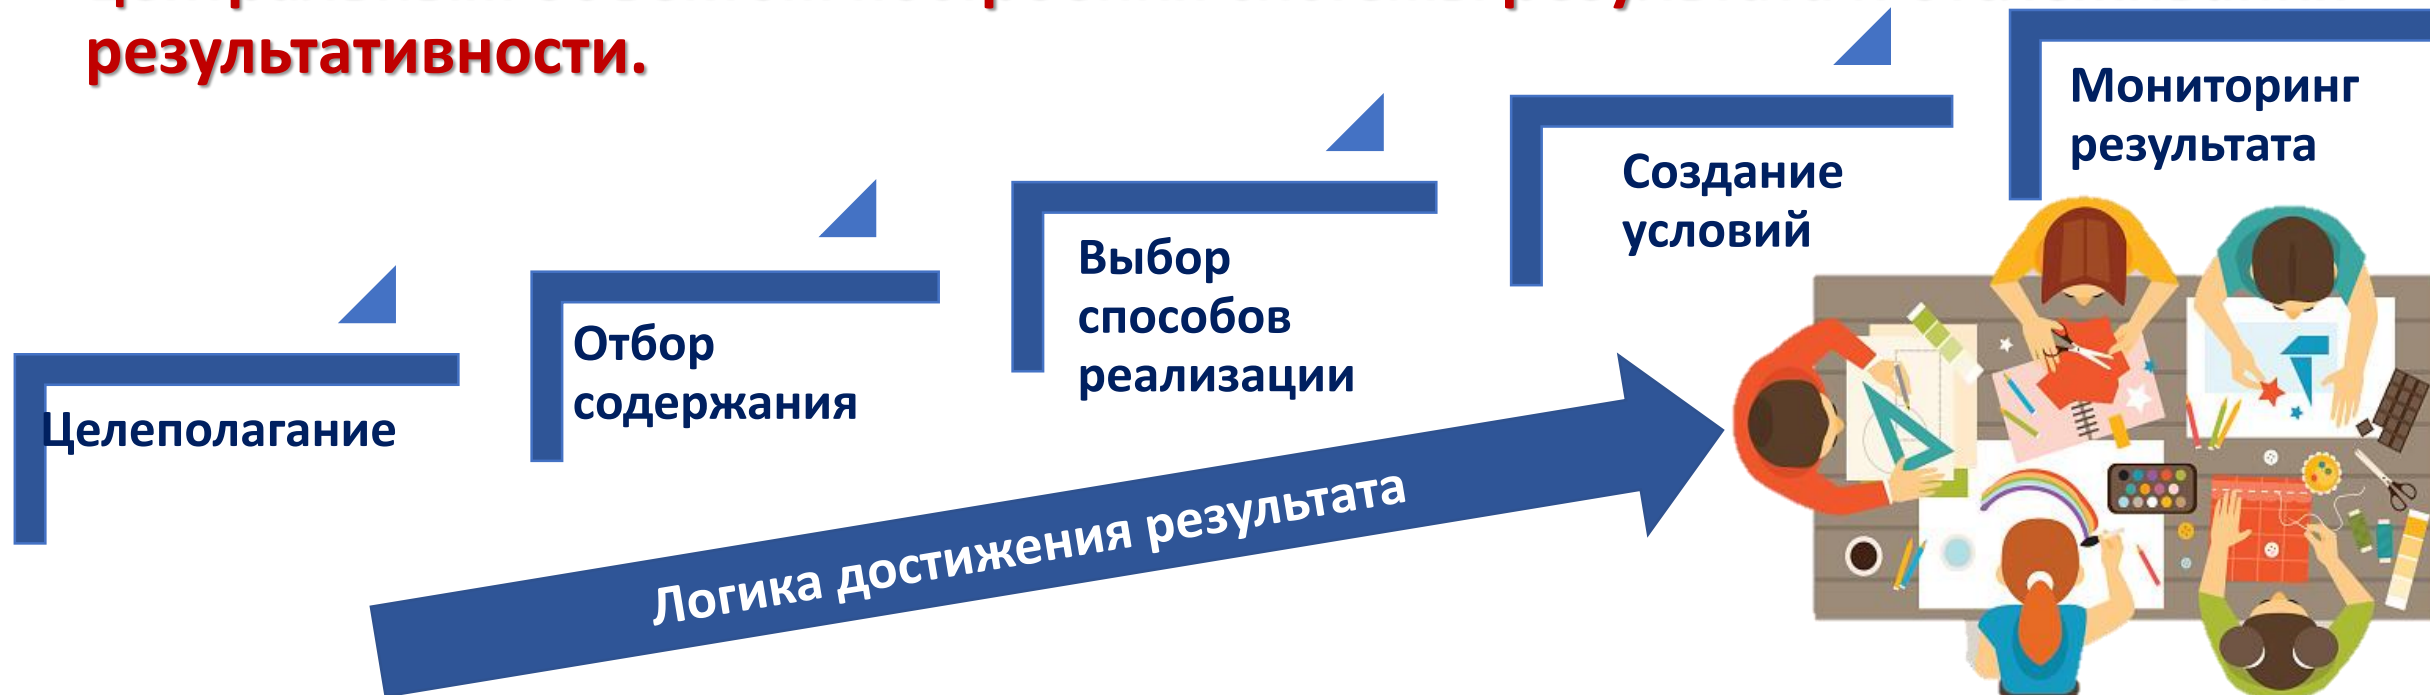 результативности.
Мониторинг
результата
Создание
условий
Выбор
способов
реализации
Отбор
содержания
Целеполагание
Логика достижения результата